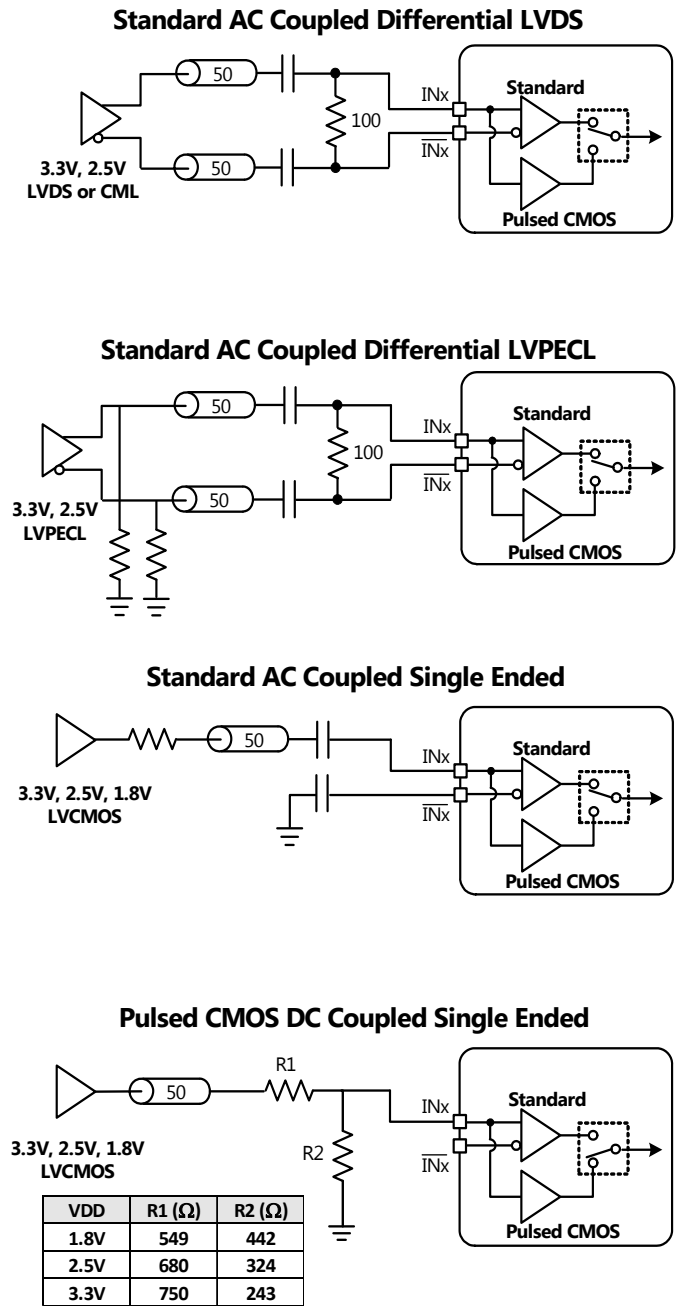 Standard AC Coupled Differential LVDS
50
INx
Standard
100
50
INx
3.3V, 2.5V
LVDS or CML
Pulsed CMOS
Standard AC Coupled Differential LVPECL
50
INx
Standard
100
50
INx
3.3V, 2.5V
LVPECL
Pulsed CMOS
Standard AC Coupled Single Ended
50
INx
Standard
3.3V, 2.5V, 1.8V
LVCMOS
INx
Pulsed CMOS
Pulsed CMOS DC Coupled Single Ended
R1
50
INx
Standard
3.3V, 2.5V, 1.8V
LVCMOS
R2
INx
Pulsed CMOS
VDD R1 (Ω) R2 (Ω)
1.8V 549 442
2.5V 680 324
3.3V 750 243